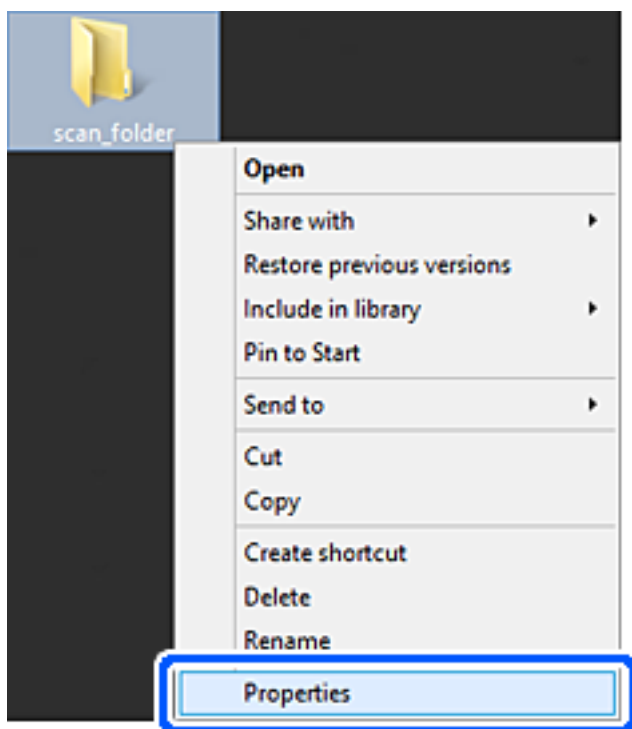 scan_folder
Open
Share with
Restore previous versions
Include in library
Pin to Start
Send to
Cut
Copy
Create shortcut
Delete
Rename
Properties